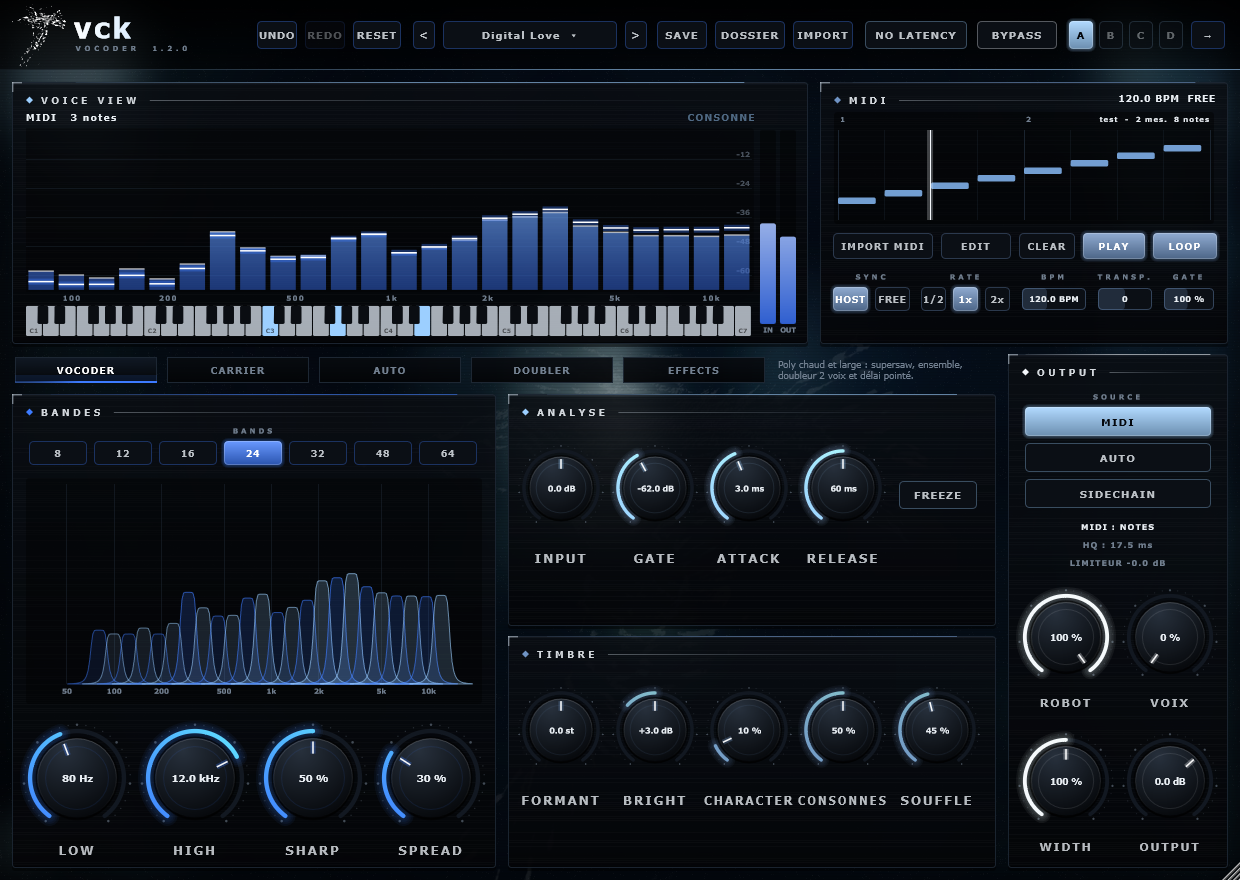 vck
VOCODER 1.2.0
UNDO REDO RESET < Digital Love > SAVE DOSSIER IMPORT NO LATENCY BYPASS A B C D →
VOICE VIEW
MIDI 3 notes CONSONNE
-12
-24
-36
-48
-60
100 200 500 1k 2k 5k 10k
C1 C2 C3 C4 C5 C6 C7
IN OUT
MIDI 120.0 BPM FREE
1 2 test - 2 mes. 8 notes
IMPORT MIDI EDIT CLEAR PLAY LOOP
SYNC RATE BPM TRANSP. GATE
HOST FREE 1/2 1x 2x 120.0 BPM 0 100 %
VOCODER CARRIER AUTO DOUBLER EFFECTS
Poly chaud et large : supersaw, ensemble,
doubleur 2 voix et délai pointé.
BANDES
BANDS
8 12 16 24 32 48 64
50 100 200 500 1k 2k 5k 10k
80 Hz 12.0 kHz 50 % 30 %
LOW HIGH SHARP SPREAD
ANALYSE
0.0 dB -62.0 dB 3.0 ms 60 ms FREEZE
INPUT GATE ATTACK RELEASE
TIMBRE
0.0 st +3.0 dB 10 % 50 % 45 %
FORMANT BRIGHT CHARACTER CONSONNES SOUFFLE
OUTPUT
SOURCE
MIDI
AUTO
SIDECHAIN
MIDI : NOTES
HQ : 17.5 ms
LIMITEUR -0.0 dB
100 % 0 %
ROBOT VOIX
100 % 0.0 dB
WIDTH OUTPUT